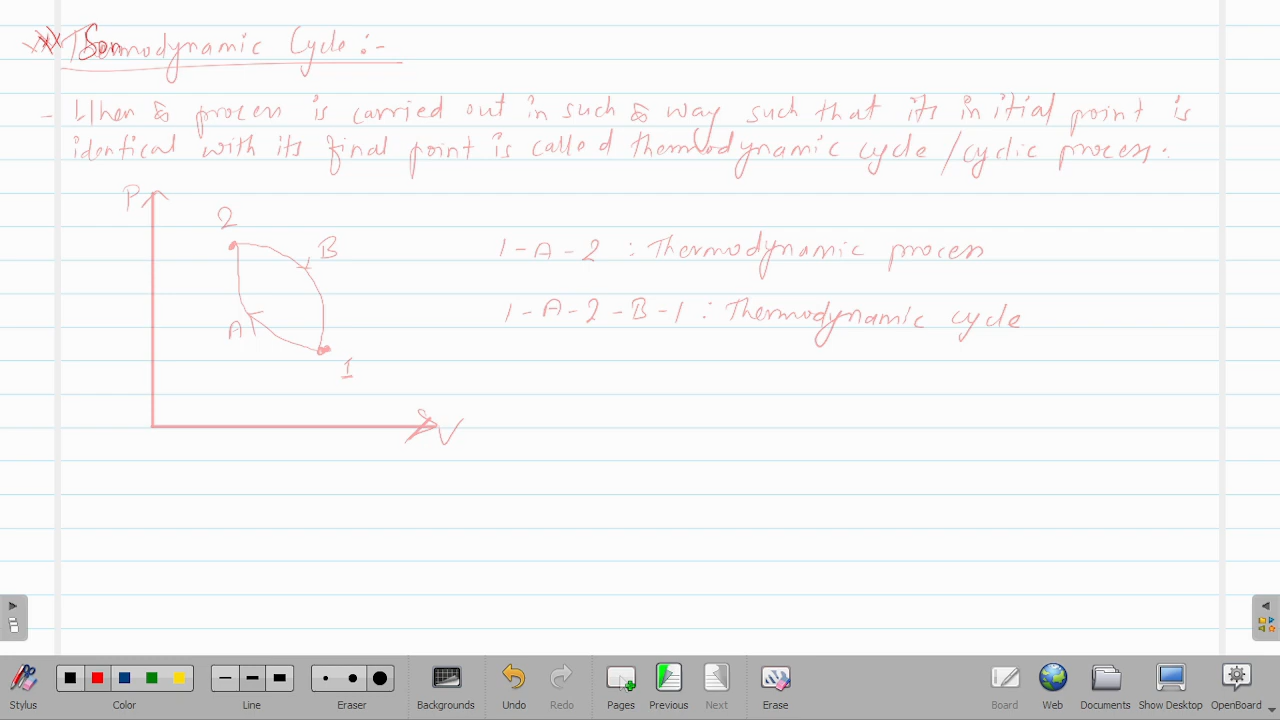 Thermodynamic Cycle :-
- When a process is carried out in such a way such that its initial point is
identical with its final point is called thermodynamic cycle / cyclic process.
P
2
B
A
1
V
1-A-2 : Thermodynamic process
1-A-2-B-1 : Thermodynamic cycle
Stylus
Color
Line
Eraser
Backgrounds
Undo
Redo
Pages
Previous
Next
Erase
Board
Web
Documents
Show Desktop
OpenBoard